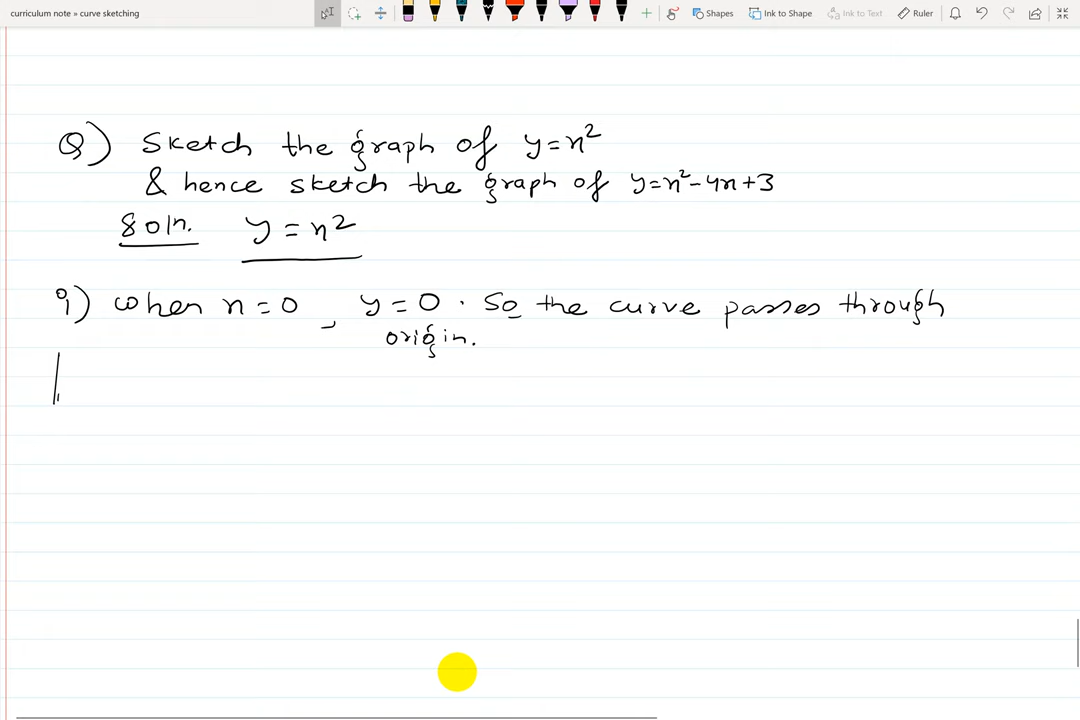 curriculum note » curve sketching
Shapes Ink to Shape Ink to Text Ruler
Q) Sketch the graph of y=x²
& hence sketch the graph of y=x²-4x+3
Soln. y = x²
i) when x = 0, y = 0. So the curve passes through
origin.